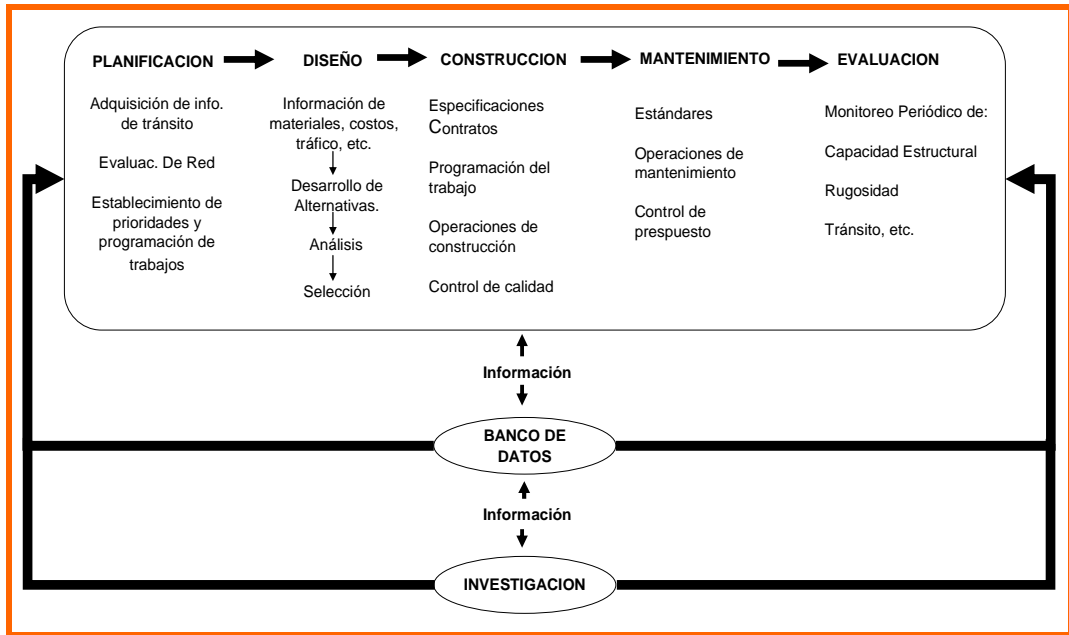 PLANIFICACION
DISEÑO
CONSTRUCCION
MANTENIMIENTO
EVALUACION
Adquisición de info.
de tránsito
Evaluac. De Red
Establecimiento de
prioridades y
programación de
trabajos
Información de
materiales, costos,
tráfico, etc.
Desarrollo de
Alternativas.
Análisis
Selección
Especificaciones
Contratos
Programación del
trabajo
Operaciones de
construcción
Control de calidad
Estándares
Operaciones de
mantenimiento
Control de
prespuesto
Monitoreo Periódico de:
Capacidad Estructural
Rugosidad
Tránsito, etc.
Información
BANCO DE
DATOS
Información
INVESTIGACION